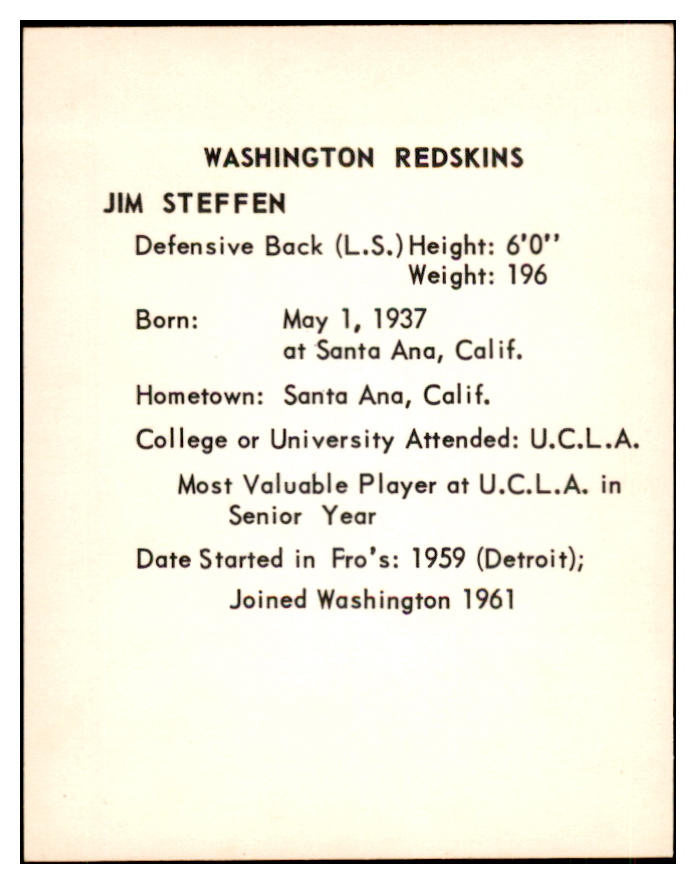 WASHINGTON REDSKINS
JIM STEFFEN
Defensive Back (L.S.) Height: 6'0''
Weight: 196
Born: May 1, 1937
at Santa Ana, Calif.
Hometown: Santa Ana, Calif.
College or University Attended: U.C.L.A.
Most Valuable Player at U.C.L.A. in
Senior Year
Date Started in Fro's: 1959 (Detroit);
Joined Washington 1961